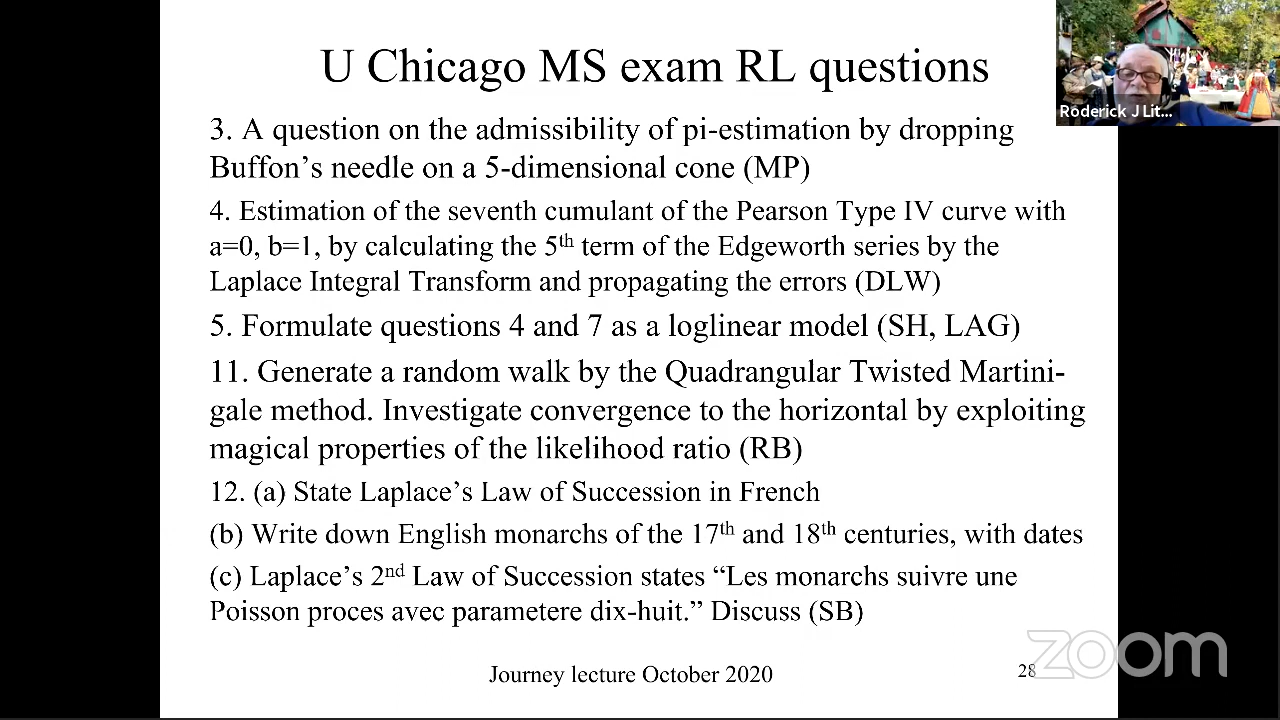 U Chicago MS exam RL questions
Roderick J Lit...
3. A question on the admissibility of pi-estimation by dropping
Buffon's needle on a 5-dimensional cone (MP)
4. Estimation of the seventh cumulant of the Pearson Type IV curve with
a=0, b=1, by calculating the 5th term of the Edgeworth series by the
Laplace Integral Transform and propagating the errors (DLW)
5. Formulate questions 4 and 7 as a loglinear model (SH, LAG)
11. Generate a random walk by the Quadrangular Twisted Martini-
gale method. Investigate convergence to the horizontal by exploiting
magical properties of the likelihood ratio (RB)
12. (a) State Laplace's Law of Succession in French
(b) Write down English monarchs of the 17th and 18th centuries, with dates
(c) Laplace's 2nd Law of Succession states “Les monarchs suivre une
Poisson proces avec parametere dix-huit.” Discuss (SB)
Journey lecture October 2020
28
zoom